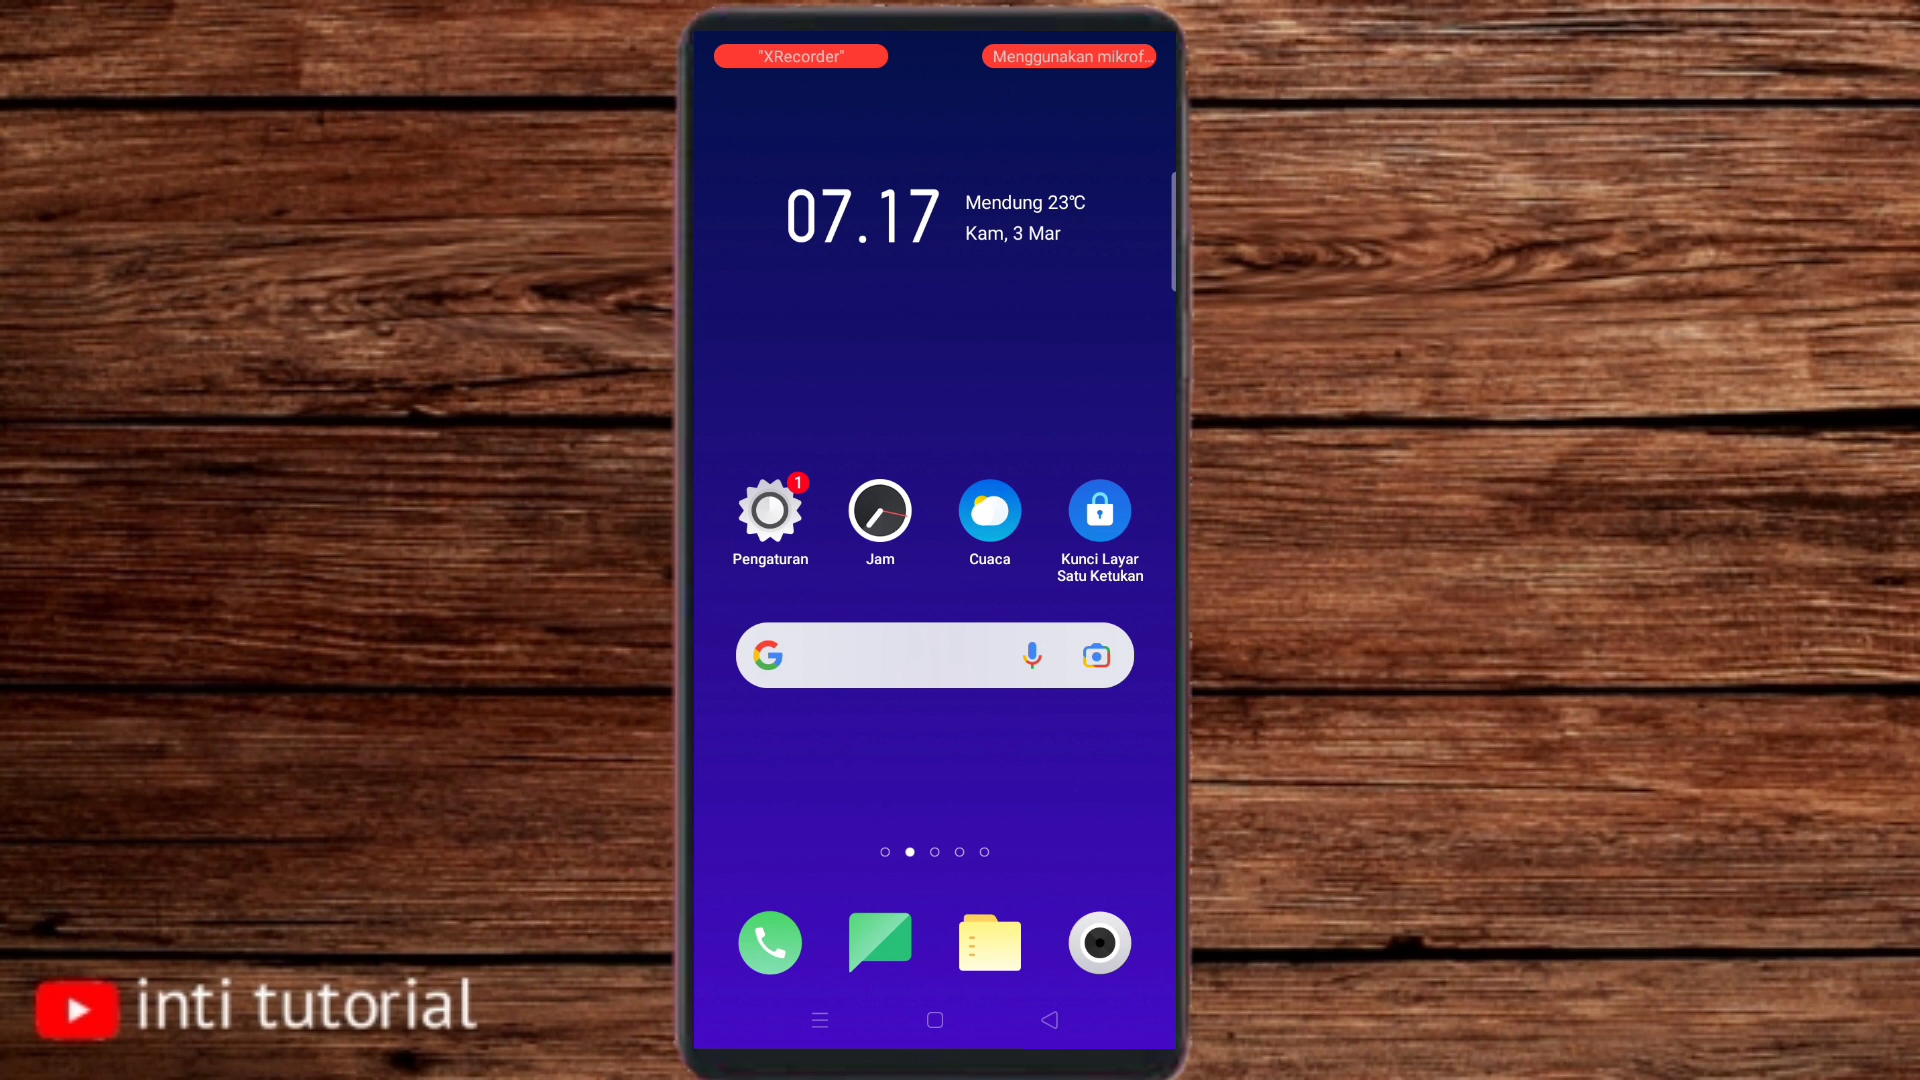 "XRecorder"
Menggunakan mikrof...
07.17
Mendung 23℃
Kam, 3 Mar
1
Pengaturan
Jam
Cuaca
Kunci Layar
Satu Ketukan
inti tutorial